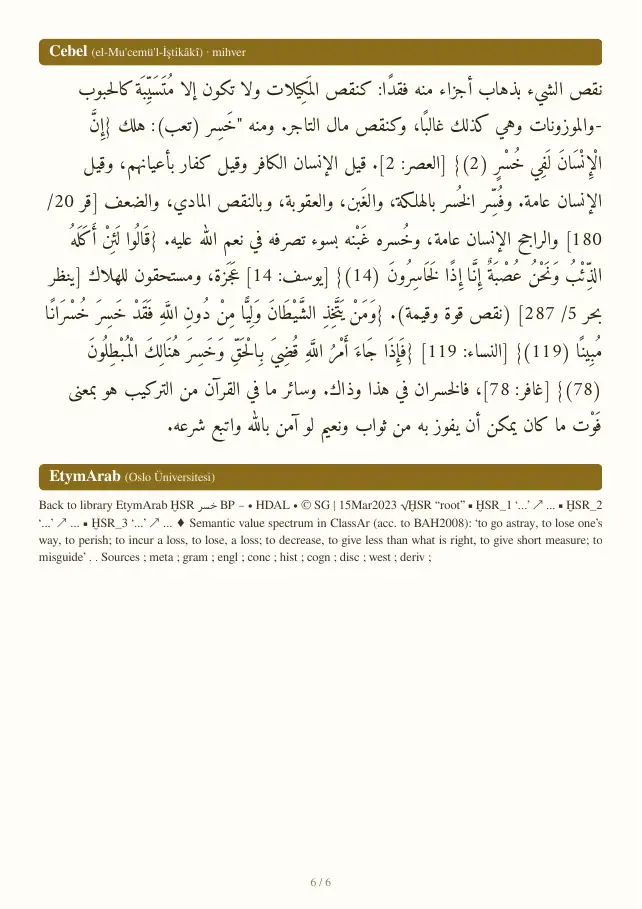 Cebel (el-Mu'cemü'l-İştikâkî) · mihver
نقص الشيء بذهاب أجزاء منه فقدًا: كنقص المَكِيلات ولا تكون إلا مُتَسَيِّبَة كالحبوب
-والموزونات وهي كذلك غالبًا، وكنقص مال التاجر. ومنه "خَسِر (تعب): هلك {إِنَّ
الْإِنْسَانَ لَفِي خُسْرٍ (2)} [العصر: 2]. قيل الإنسان الكافر وقيل كفار بأعيانهم، وقيل
الإنسان عامة. وفُسِّر الخُسر بالهلكة، والغَبن، والعقوبة، وبالنقص المادي، والضعف [قر 20/
180] والراجح الإنسان عامة، وخُسره غَبْنه بسوء تصرفه في نعم الله عليه. {قَالُوا لَئِنْ أَكَلَهُ
الذِّئْبُ وَنَحْنُ عُصْبَةٌ إِنَّا إِذًا لَخَاسِرُونَ (14)} [يوسف: 14] عَجَزة، ومستحقون للهلاك [ينظر
بحر 5/ 287] (نقص قوة وقيمة). {وَمَنْ يَتَّخِذِ الشَّيْطَانَ وَلِيًّا مِنْ دُونِ اللَّهِ فَقَدْ خَسِرَ خُسْرَانًا
مُبِينًا (119)} [النساء: 119] {فَإِذَا جَاءَ أَمْرُ اللَّهِ قُضِيَ بِالْحَقِّ وَخَسِرَ هُنَالِكَ الْمُبْطِلُونَ
(78)} [غافر: 78]، فالخسران في هذا وذاك. وسائر ما في القرآن من التركيب هو بمعنى
فَوْت ما كان يمكن أن يفوز به من ثواب ونعيم لو آمن بالله واتبع شرعه.
EtymArab (Oslo Üniversitesi)
Back to library EtymArab ḪSR خسر BP – • HDAL • © SG | 15Mar2023 √ḪSR “root” ▪ ḪSR_1 ‘...’ ↗ ... ▪ ḪSR_2
‘...’ ↗ ... ▪ ḪSR_3 ‘...’ ↗ ... ♦ Semantic value spectrum in ClassAr (acc. to BAH2008): ‘to go astray, to lose one’s
way, to perish; to incur a loss, to lose, a loss; to decrease, to give less than what is right, to give short measure; to
misguide’ . . Sources ; meta ; gram ; engl ; conc ; hist ; cogn ; disc ; west ; deriv ;
6 / 6